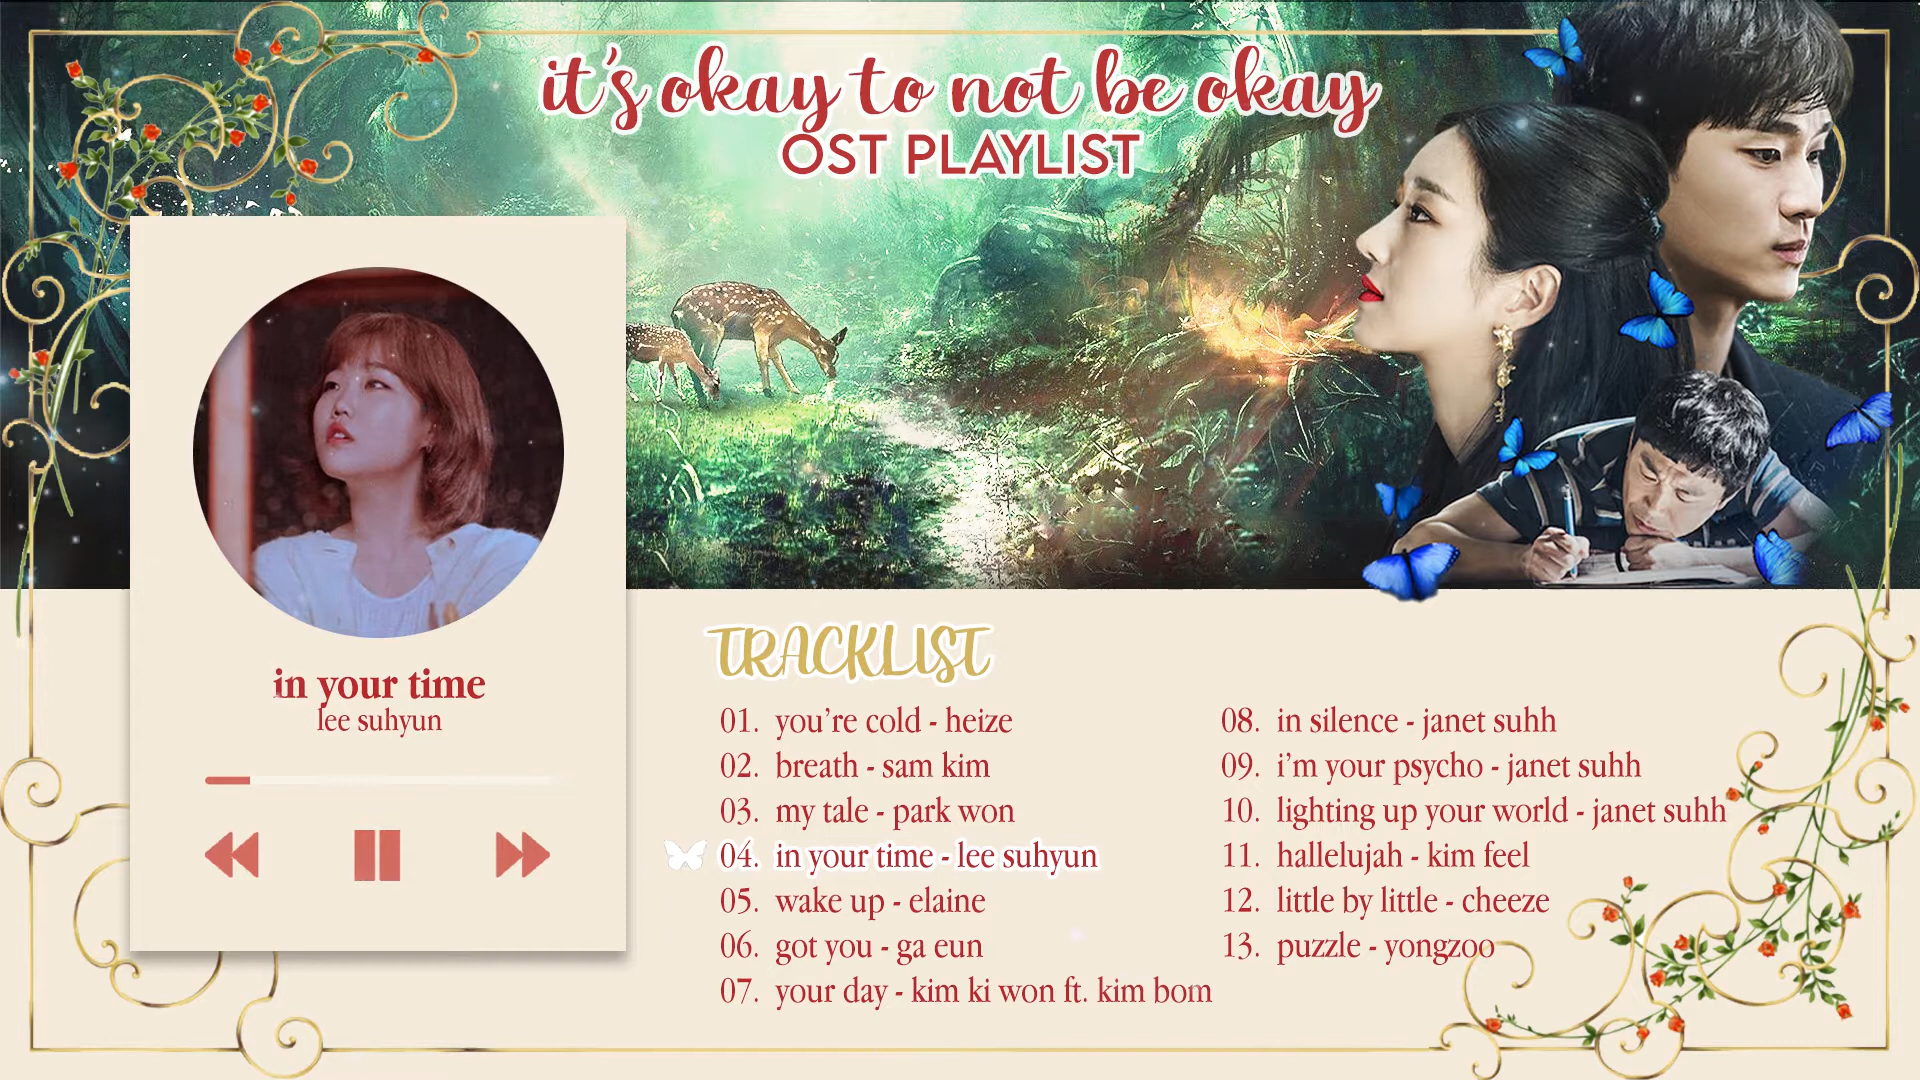 it's okay to not be okay
OST PLAYLIST
in your time
lee suhyun
TRACKLIST
01. you're cold - heize
02. breath - sam kim
03. my tale - park won
04. in your time - lee suhyun
05. wake up - elaine
06. got you - ga eun
07. your day - kim ki won ft. kim bom
08. in silence - janet suhh
09. i'm your psycho - janet suhh
10. lighting up your world - janet suhh
11. hallelujah - kim feel
12. little by little - cheeze
13. puzzle - yongzoo